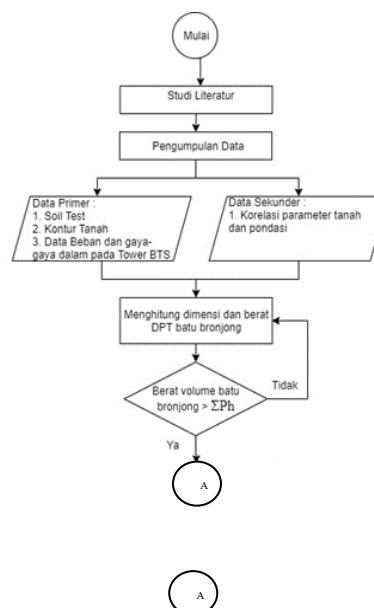 Mulai
Studi Literatur
Pengumpulan Data
Data Primer :
1. Soil Test
2. Kontur Tanah
3. Data Beban dan gaya-
gaya dalam pada Tower BTS
Data Sekunder :
1. Korelasi parameter tanah
dan pondasi
Menghitung dimensi dan berat
DPT batu bronjong
Berat volume batu
bronjong > ΣPh
Tidak
Ya
A
A